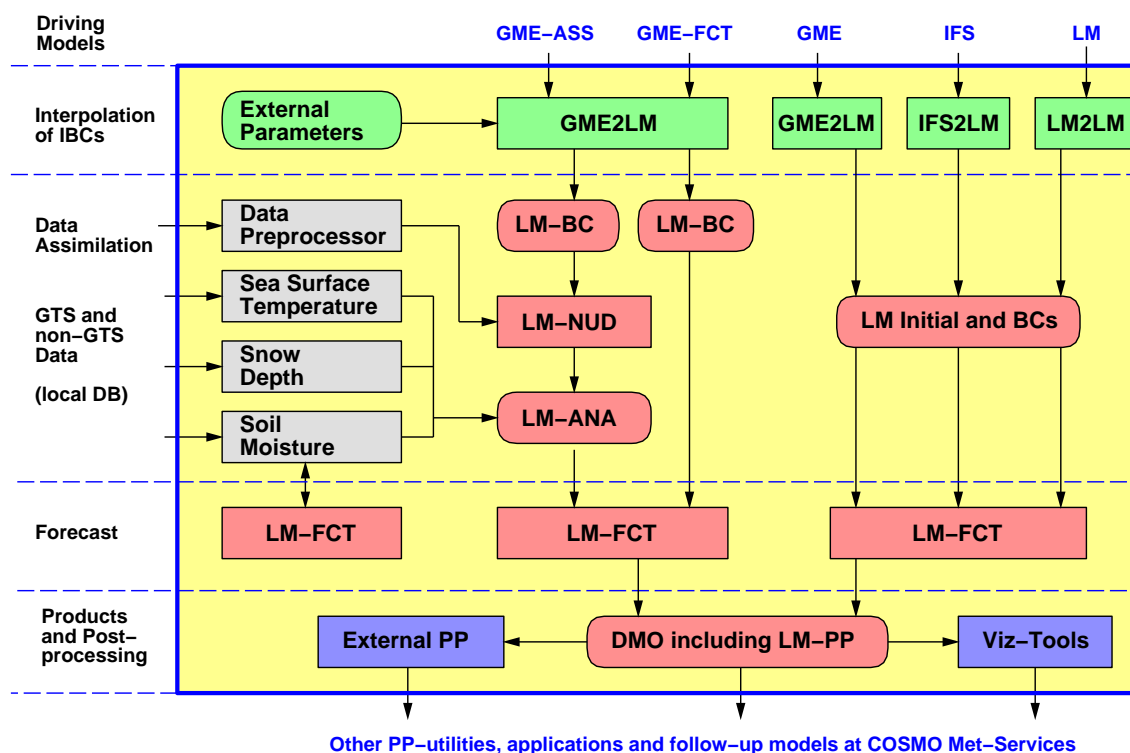 Driving
Models
GME−ASS
GME−FCT
GME
IFS
LM
Interpolation
of IBCs
External
Parameters
GME2LM
GME2LM
IFS2LM
LM2LM
Data
Assimilation
Data
Preprocessor
LM−BC
LM−BC
Sea Surface
Temperature
GTS and
non−GTS
Data
(local DB)
LM−NUD
LM Initial and BCs
Snow
Depth
LM−ANA
Soil
Moisture
Forecast
LM−FCT
LM−FCT
LM−FCT
Products
and Post−
processing
External PP
DMO including LM−PP
Viz−Tools
Other PP−utilities, applications and follow−up models at COSMO Met−Services